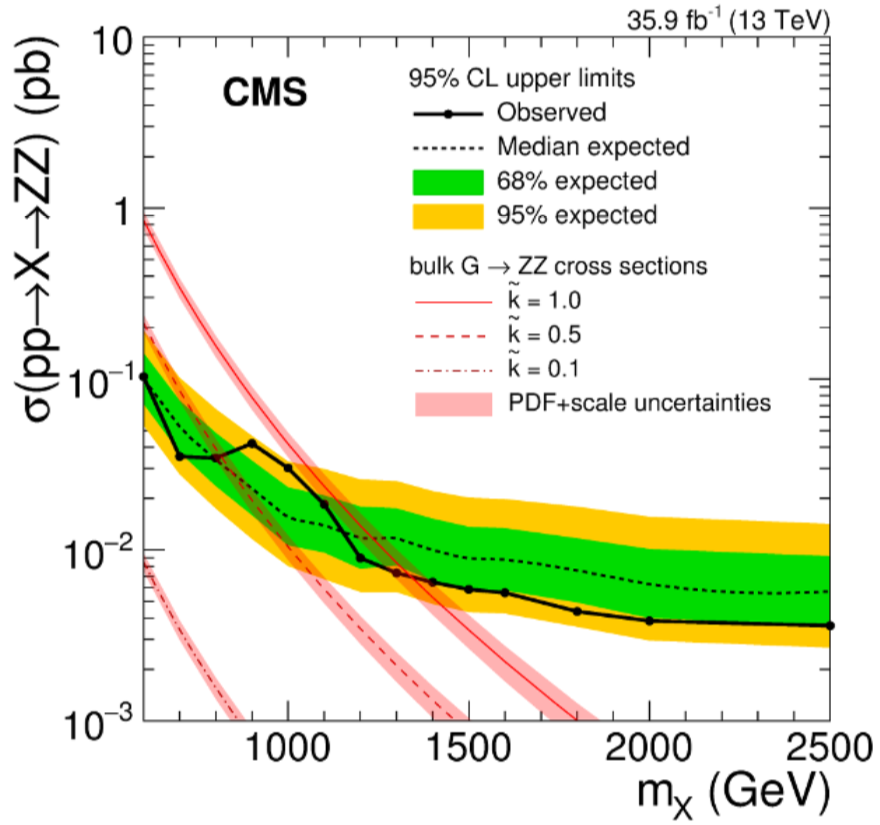 35.9 fb⁻¹ (13 TeV)
CMS
95% CL upper limits
Observed
Median expected
68% expected
95% expected
bulk G → ZZ cross sections
k̃ = 1.0
k̃ = 0.5
k̃ = 0.1
PDF+scale uncertainties
σ(pp→X→ZZ) (pb)
10
1
10⁻¹
10⁻²
10⁻³
1000 1500 2000 2500
m_X (GeV)